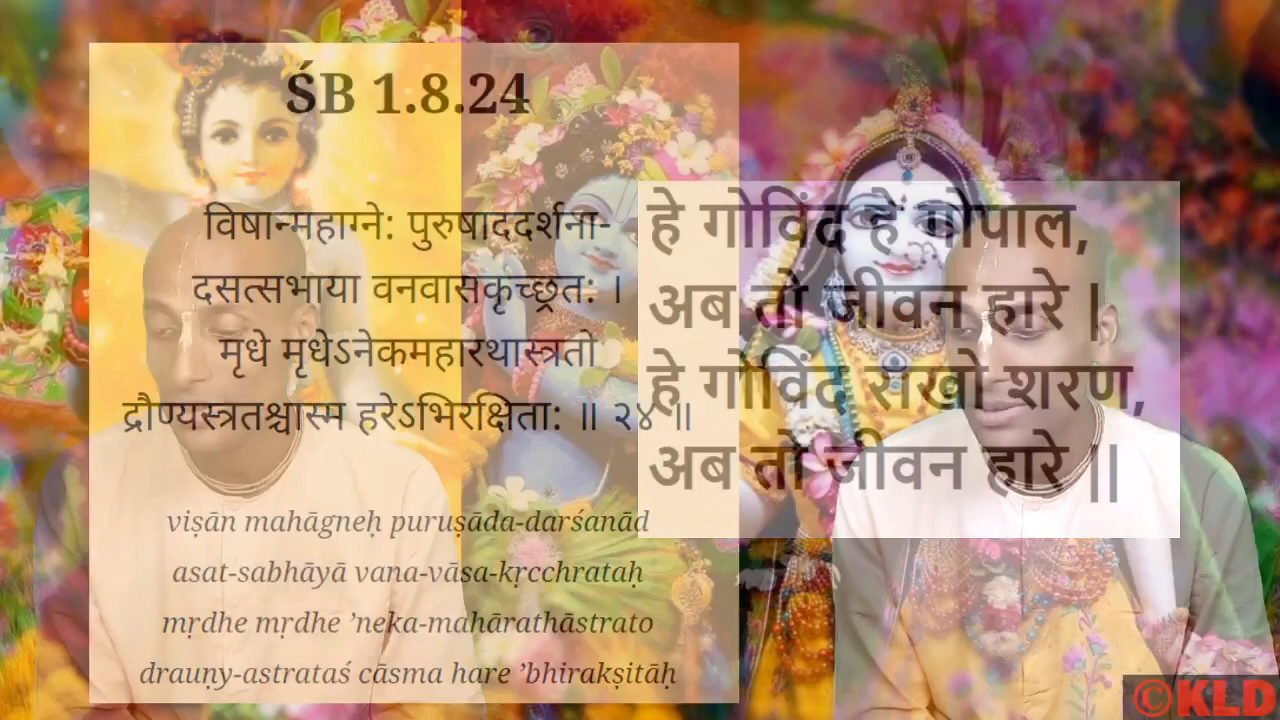 ŚB 1.8.24
विषान्महाग्ने: पुरुषाददर्शना-
दसत्सभाया वनवासकृच्छ्रत: ।
मृधे मृधेऽनेकमहारथास्त्रतो
द्रौण्यस्त्रतश्चास्म हरेऽभिरक्षिता: ॥ २४ ॥
viṣān mahāgneḥ puruṣāda-darśanād
asat-sabhāyā vana-vāsa-kṛcchrataḥ
mṛdhe mṛdhe ’neka-mahārathāstrato
drauṇy-astrataś cāsma hare ’bhirakṣitāḥ
हे गोविंद हे गोपाल,
अब तो जीवन हारे |
हे गोविंद राखो शरण,
अब तो जीवन हारे ||
©KLD